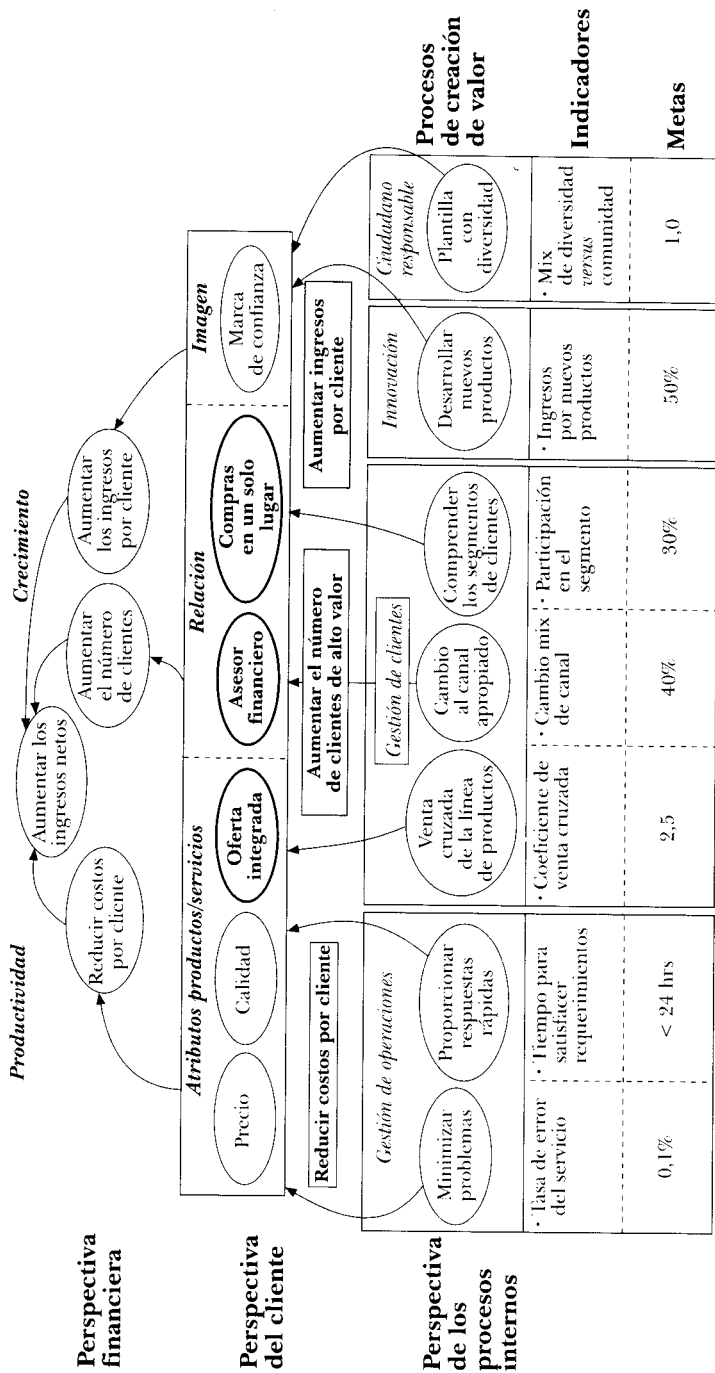 Productividad
Crecimiento
Perspectiva
financiera
Aumentar los
ingresos netos
Reducir costos
por cliente
Aumentar
el número
de clientes
Aumentar
los ingresos
por cliente
Perspectiva
del cliente
Atributos productos/servicios
Relación
Imagen
Precio
Calidad
Oferta
integrada
Asesor
financiero
Compras
en un solo
lugar
Marca
de confianza
Reducir costos por cliente
Aumentar el número
de clientes de alto valor
Aumentar ingresos
por cliente
Perspectiva
de los
procesos
internos
Gestión de operaciones
Gestión de clientes
Innovación
Ciudadano
responsable
Procesos
de creación
de valor
Minimizar
problemas
Proporcionar
respuestas
rápidas
Venta
cruzada
de la línea
de productos
Cambio
al canal
apropiado
Comprender
los segmentos
de clientes
Desarrollar
nuevos
productos
Plantilla
con
diversidad
· Tasa de error
del servicio
· Tiempo para
satisfacer
requerimientos
· Coeficiente de
venta cruzada
· Cambio mix
de canal
· Participación
en el
segmento
· Ingresos
por nuevos
productos
· Mix
de diversidad
versus
comunidad
Indicadores
0,1%
< 24 hrs
2,5
40%
30%
50%
1,0
Metas